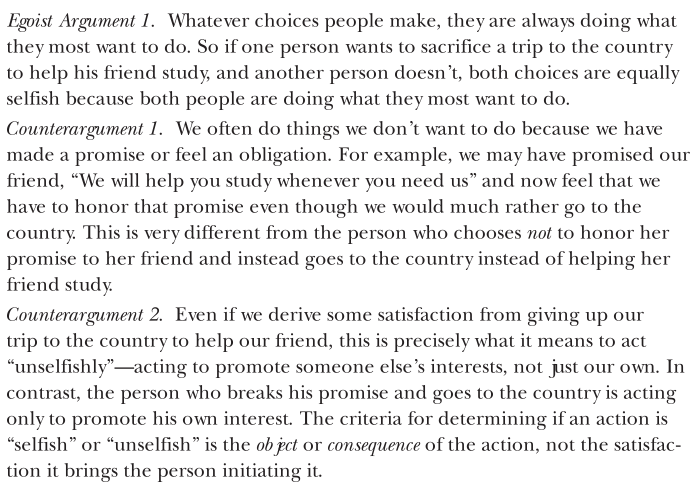 Egoist Argument 1. Whatever choices people make, they are always doing what
they most want to do. So if one person wants to sacrifice a trip to the country
to help his friend study, and another person doesn't, both choices are equally
selfish because both people are doing what they most want to do.
Counterargument 1. We often do things we don't want to do because we have
made a promise or feel an obligation. For example, we may have promised our
friend, “We will help you study whenever you need us” and now feel that we
have to honor that promise even though we would much rather go to the
country. This is very different from the person who chooses not to honor her
promise to her friend and instead goes to the country instead of helping her
friend study.
Counterargument 2. Even if we derive some satisfaction from giving up our
trip to the country to help our friend, this is precisely what it means to act
“unselfishly”—acting to promote someone else's interests, not just our own. In
contrast, the person who breaks his promise and goes to the country is acting
only to promote his own interest. The criteria for determining if an action is
“selfish” or “unselfish” is the object or consequence of the action, not the satisfac-
tion it brings the person initiating it.